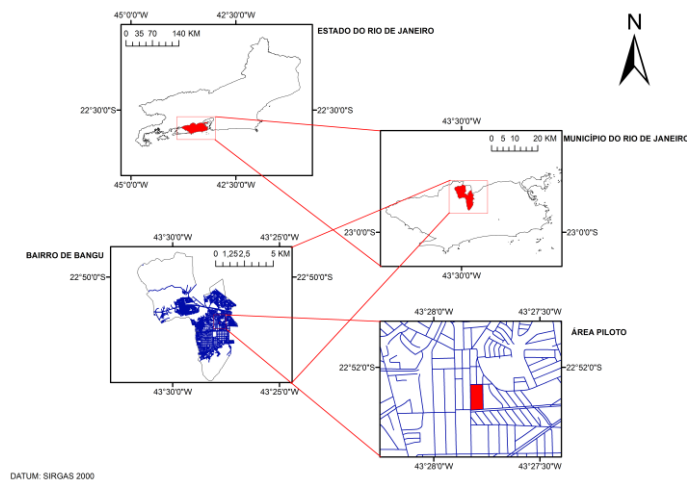 45°0'0"W 42°30'0"W
ESTADO DO RIO DE JANEIRO
0 35 70 140 KM
N
22°30'0"S 22°30'0"S
45°0'0"W 42°30'0"W
43°30'0"W
0 5 10 20 KM
MUNICÍPIO DO RIO DE JANEIRO
23°0'0"S 23°0'0"S
43°30'0"W
43°30'0"W 43°25'0"W
BAIRRO DE BANGU
0 1,252,5 5 KM
22°50'0"S 22°50'0"S
43°30'0"W 43°25'0"W
43°28'0"W 43°27'30"W
ÁREA PILOTO
22°52'0"S 22°52'0"S
43°28'0"W 43°27'30"W
DATUM: SIRGAS 2000